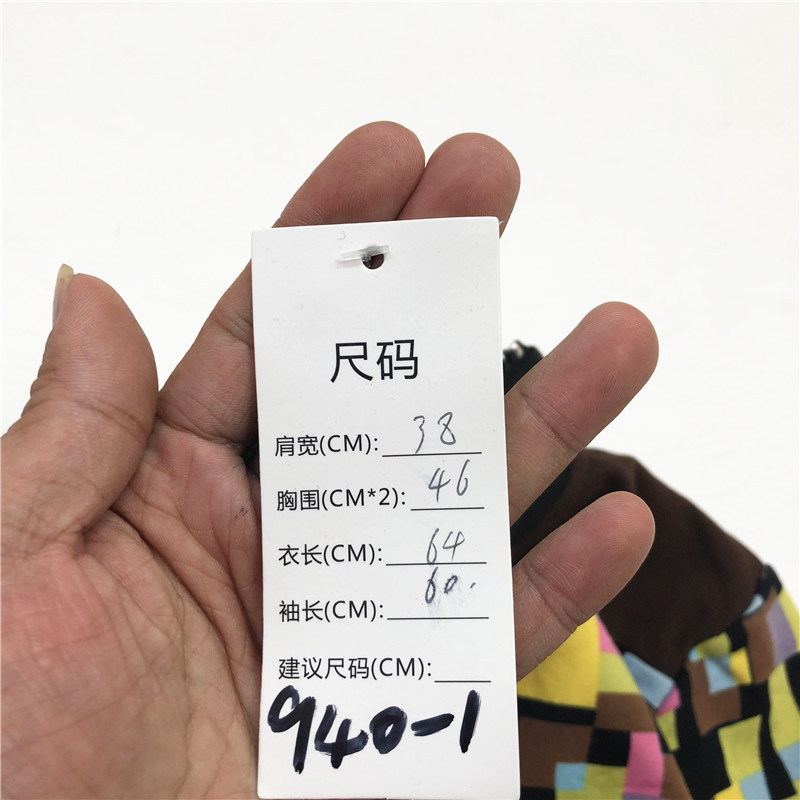 尺码
肩宽(CM): 38
胸围(CM*2): 46
衣长(CM): 64
袖长(CM): 60.
建议尺码(CM):
940-1